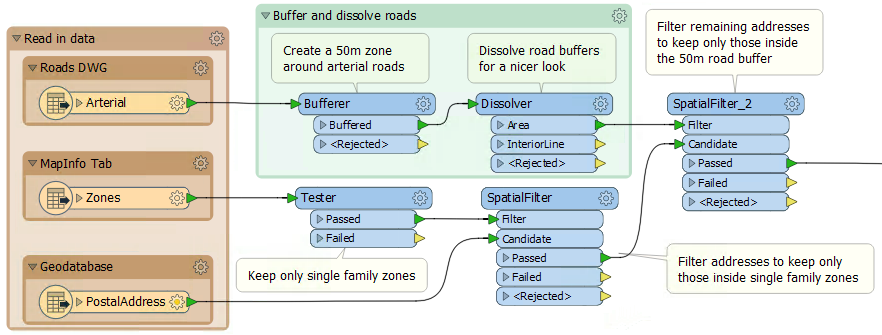 Read in data
Roads DWG
Arterial
MapInfo Tab
Zones
Geodatabase
PostalAddress
Buffer and dissolve roads
Create a 50m zone
around arterial roads
Bufferer
Buffered
<Rejected>
Dissolve road buffers
for a nicer look
Dissolver
Area
InteriorLine
<Rejected>
Filter remaining addresses
to keep only those inside
the 50m road buffer
SpatialFilter_2
Filter
Candidate
Passed
Failed
<Rejected>
Tester
Passed
Failed
Keep only single family zones
SpatialFilter
Filter
Candidate
Passed
Failed
<Rejected>
Filter addresses to keep only
those inside single family zones